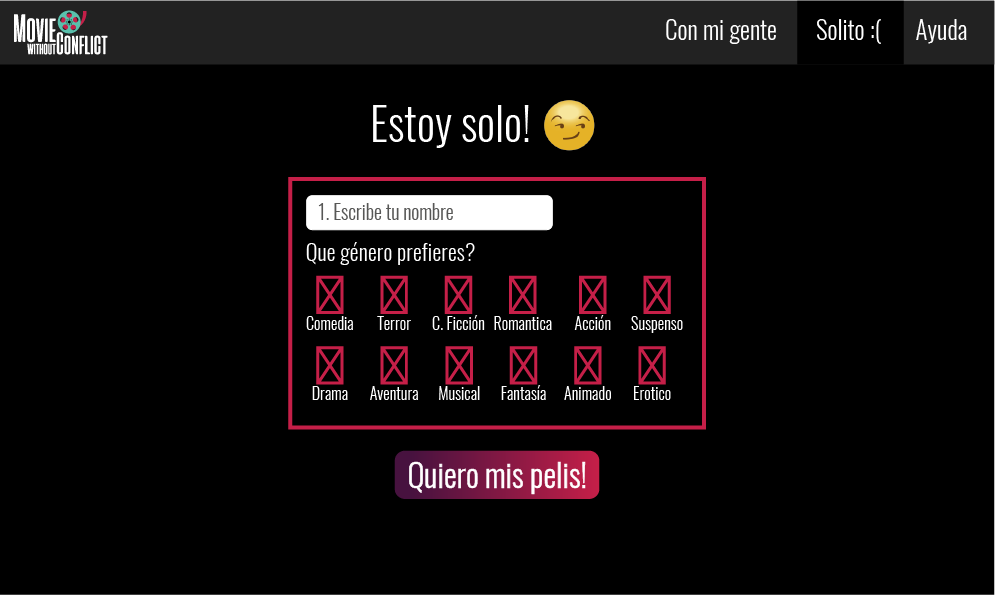 MOVIE
WITHOUT CONFLICT
Con mi gente
Solito :(
Ayuda
Estoy solo! 😏
1. Escribe tu nombre
Que género prefieres?
Comedia Terror C. Ficción Romantica Acción Suspenso
Drama Aventura Musical Fantasía Animado Erotico
Quiero mis pelis!